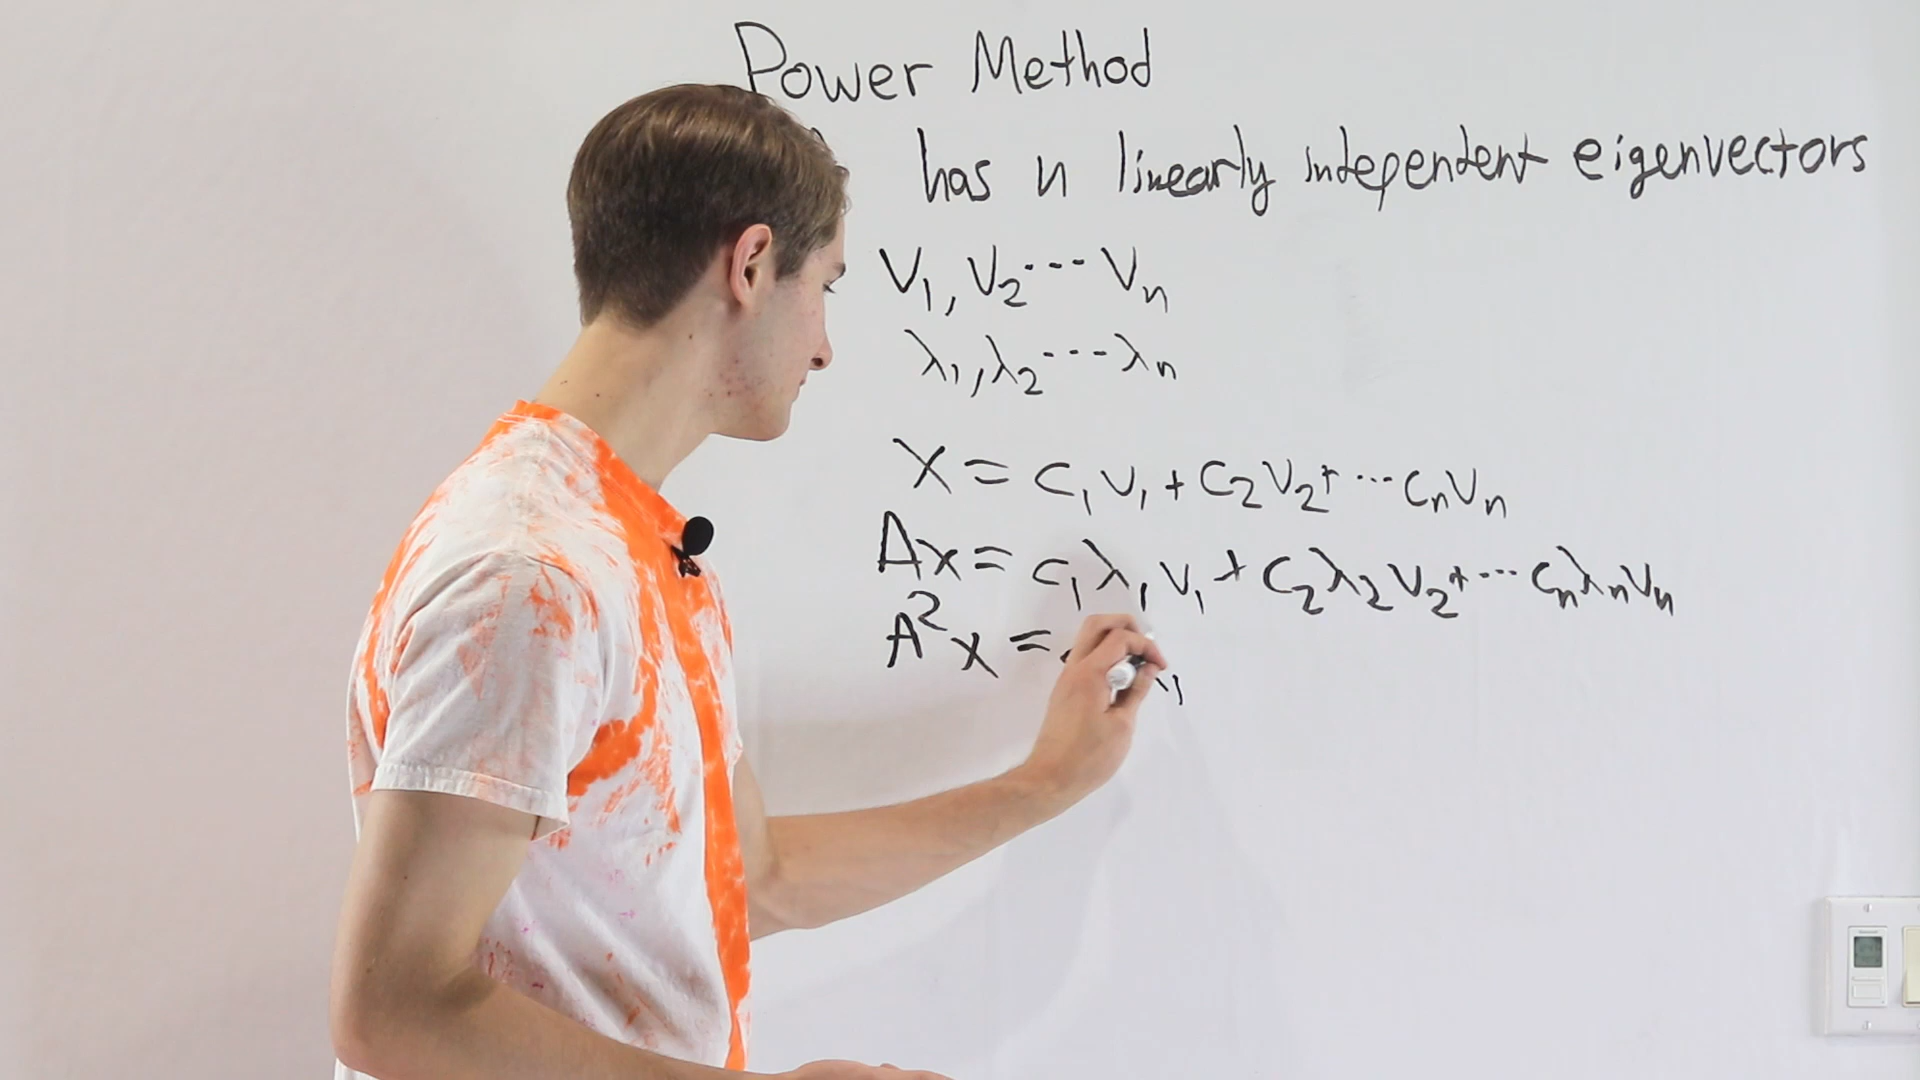 Power Method
has n linearly independent eigenvectors
V₁, V₂ --- Vₙ
λ₁, λ₂ --- λₙ
X = C₁V₁ + C₂V₂ + ... CₙVₙ
Ax = C₁λ₁V₁ + C₂λ₂V₂ + ... Cₙλₙvₙ
A²x =